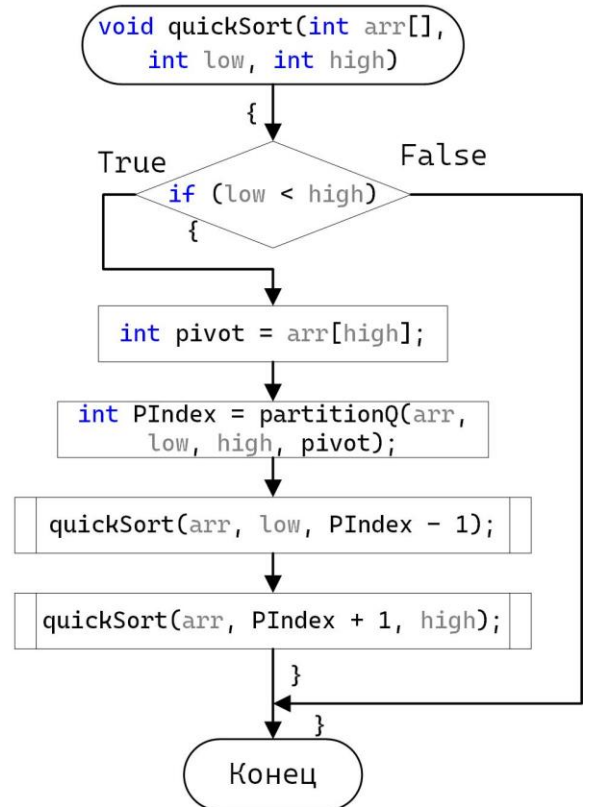 void quickSort(int arr[],
int low, int high)
{
True
False
if (low < high)
{
int pivot = arr[high];
int PIndex = partitionQ(arr,
low, high, pivot);
quickSort(arr, low, PIndex - 1);
quickSort(arr, PIndex + 1, high);
}
}
Конец